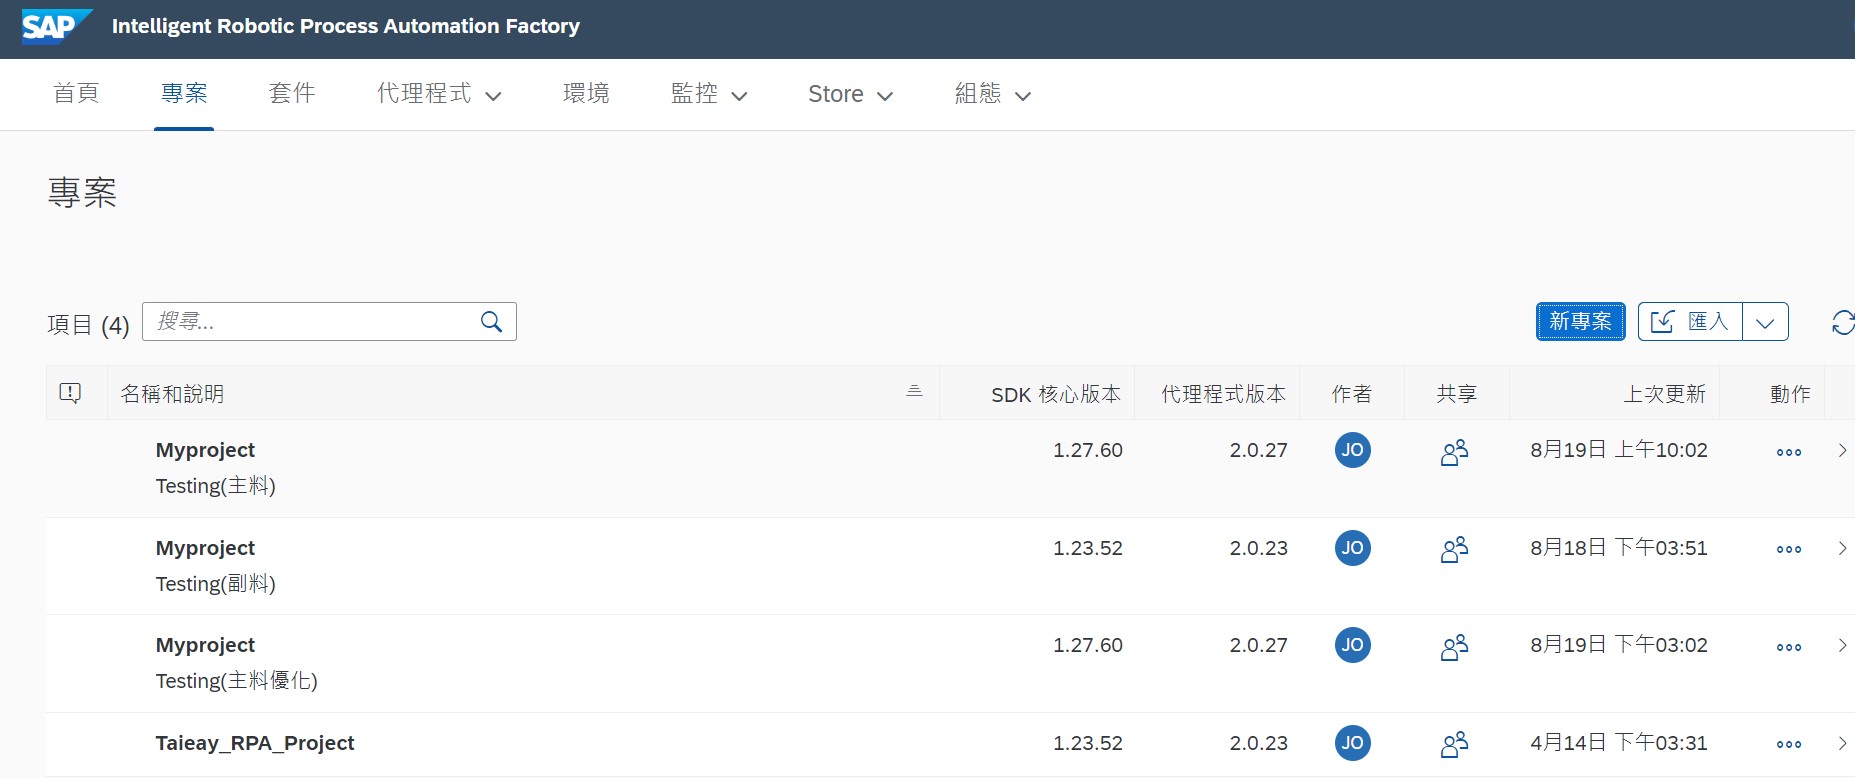 SAP Intelligent Robotic Process Automation Factory
首頁 專案 套件 代理程式 環境 監控 Store 組態
專案
項目 (4) 搜尋... 新專案 匯入
名稱和說明 SDK 核心版本 代理程式版本 作者 共享 上次更新 動作
Myproject 1.27.60 2.0.27 JO 8月19日 上午10:02
Testing(主料)
Myproject 1.23.52 2.0.23 JO 8月18日 下午03:51
Testing(副料)
Myproject 1.27.60 2.0.27 JO 8月19日 下午03:02
Testing(主料優化)
Taieay_RPA_Project 1.23.52 2.0.23 JO 4月14日 下午03:31